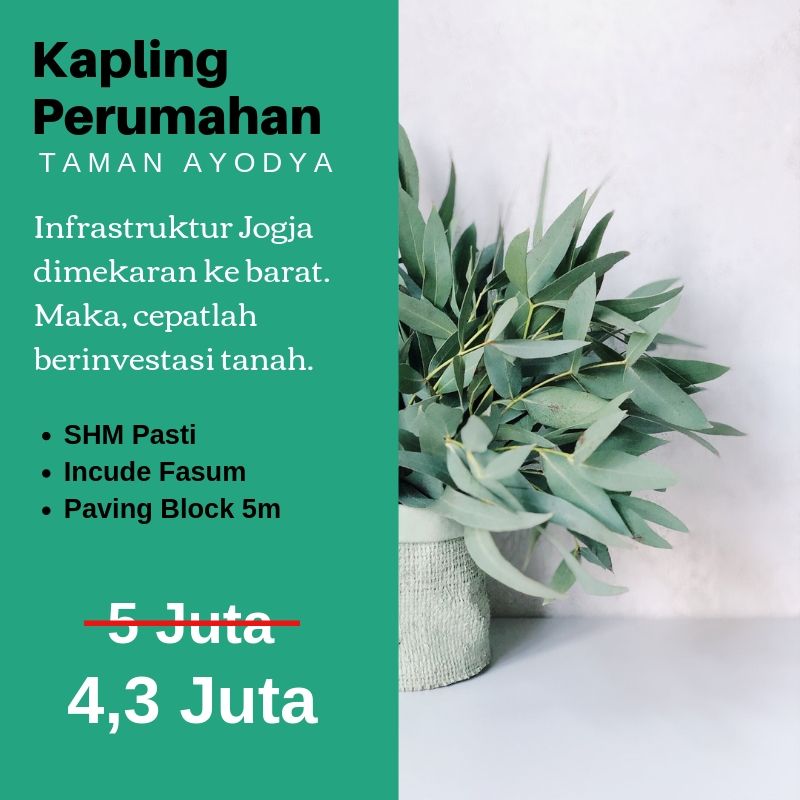 Kapling
Perumahan
TAMAN AYODYA
Infrastruktur Jogja
dimekaran ke barat.
Maka, cepatlah
berinvestasi tanah.
• SHM Pasti
• Incude Fasum
• Paving Block 5m
5 Juta
4,3 Juta